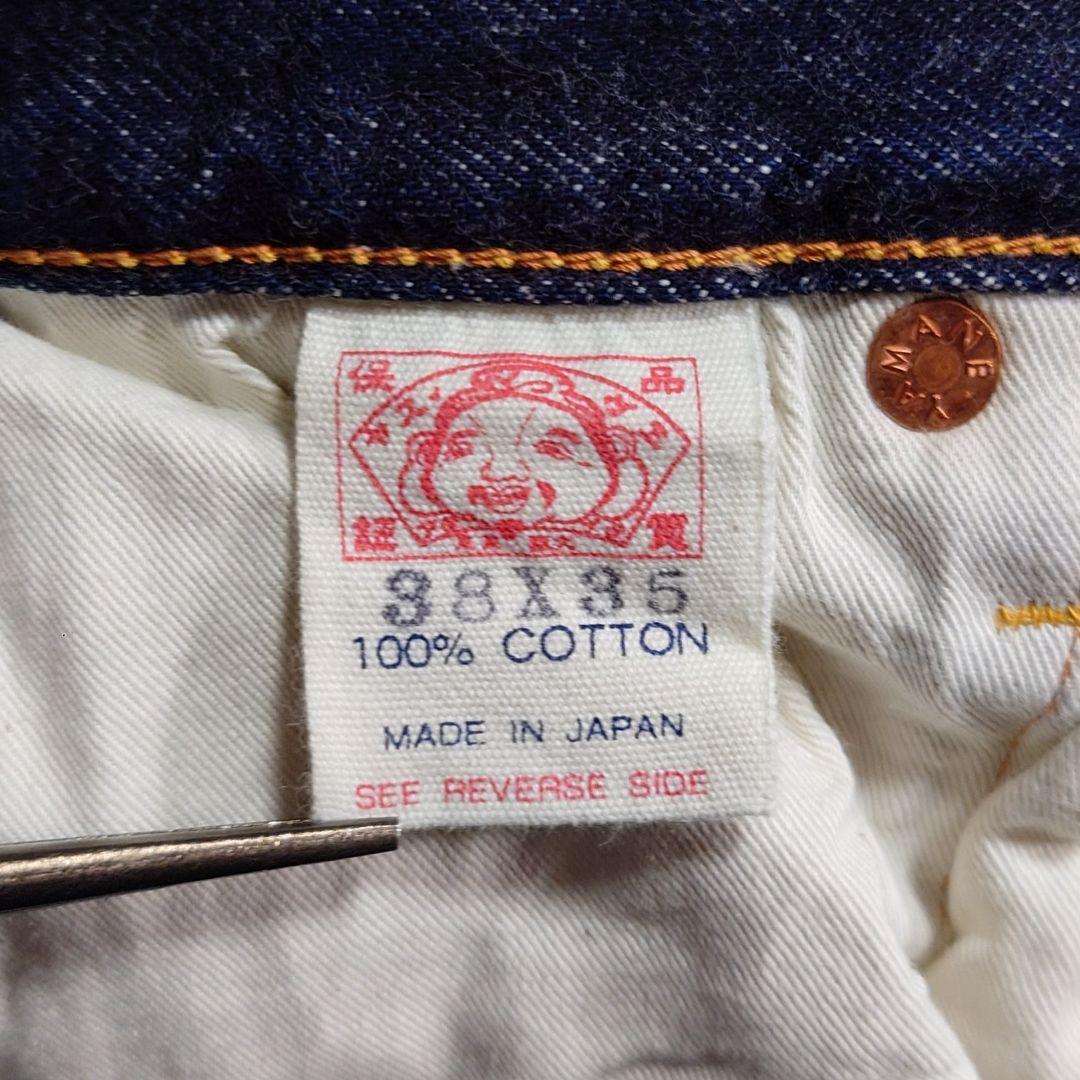 YAMANE
保 品
証 質
38X35
100% COTTON
MADE IN JAPAN
SEE REVERSE SIDE